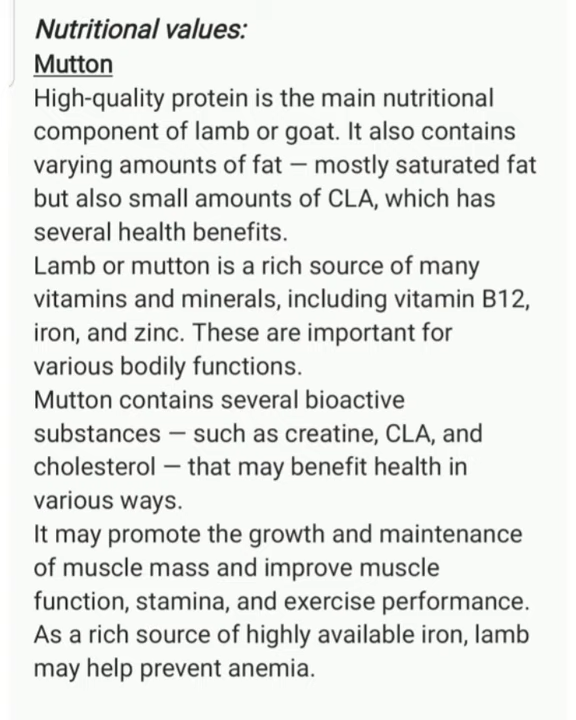 Nutritional values:
Mutton
High-quality protein is the main nutritional
component of lamb or goat. It also contains
varying amounts of fat — mostly saturated fat
but also small amounts of CLA, which has
several health benefits.
Lamb or mutton is a rich source of many
vitamins and minerals, including vitamin B12,
iron, and zinc. These are important for
various bodily functions.
Mutton contains several bioactive
substances — such as creatine, CLA, and
cholesterol — that may benefit health in
various ways.
It may promote the growth and maintenance
of muscle mass and improve muscle
function, stamina, and exercise performance.
As a rich source of highly available iron, lamb
may help prevent anemia.